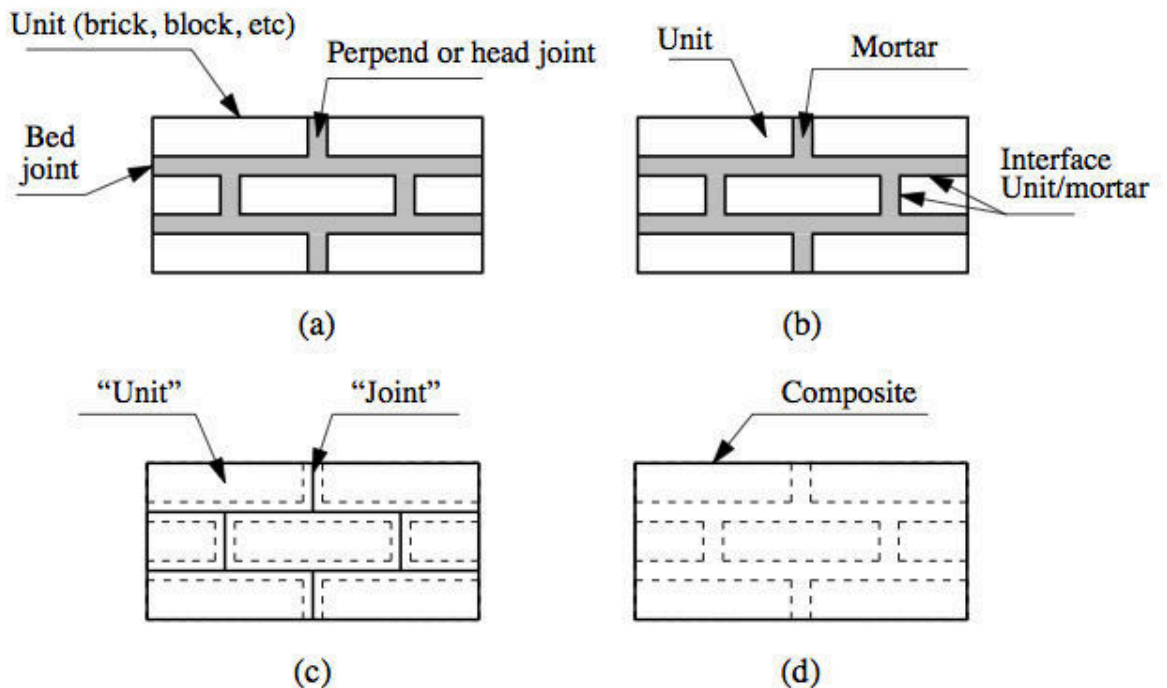 Unit (brick, block, etc)
Perpend or head joint
Bed
joint
(a)
Unit
Mortar
Interface
Unit/mortar
(b)
“Unit”
“Joint”
(c)
Composite
(d)